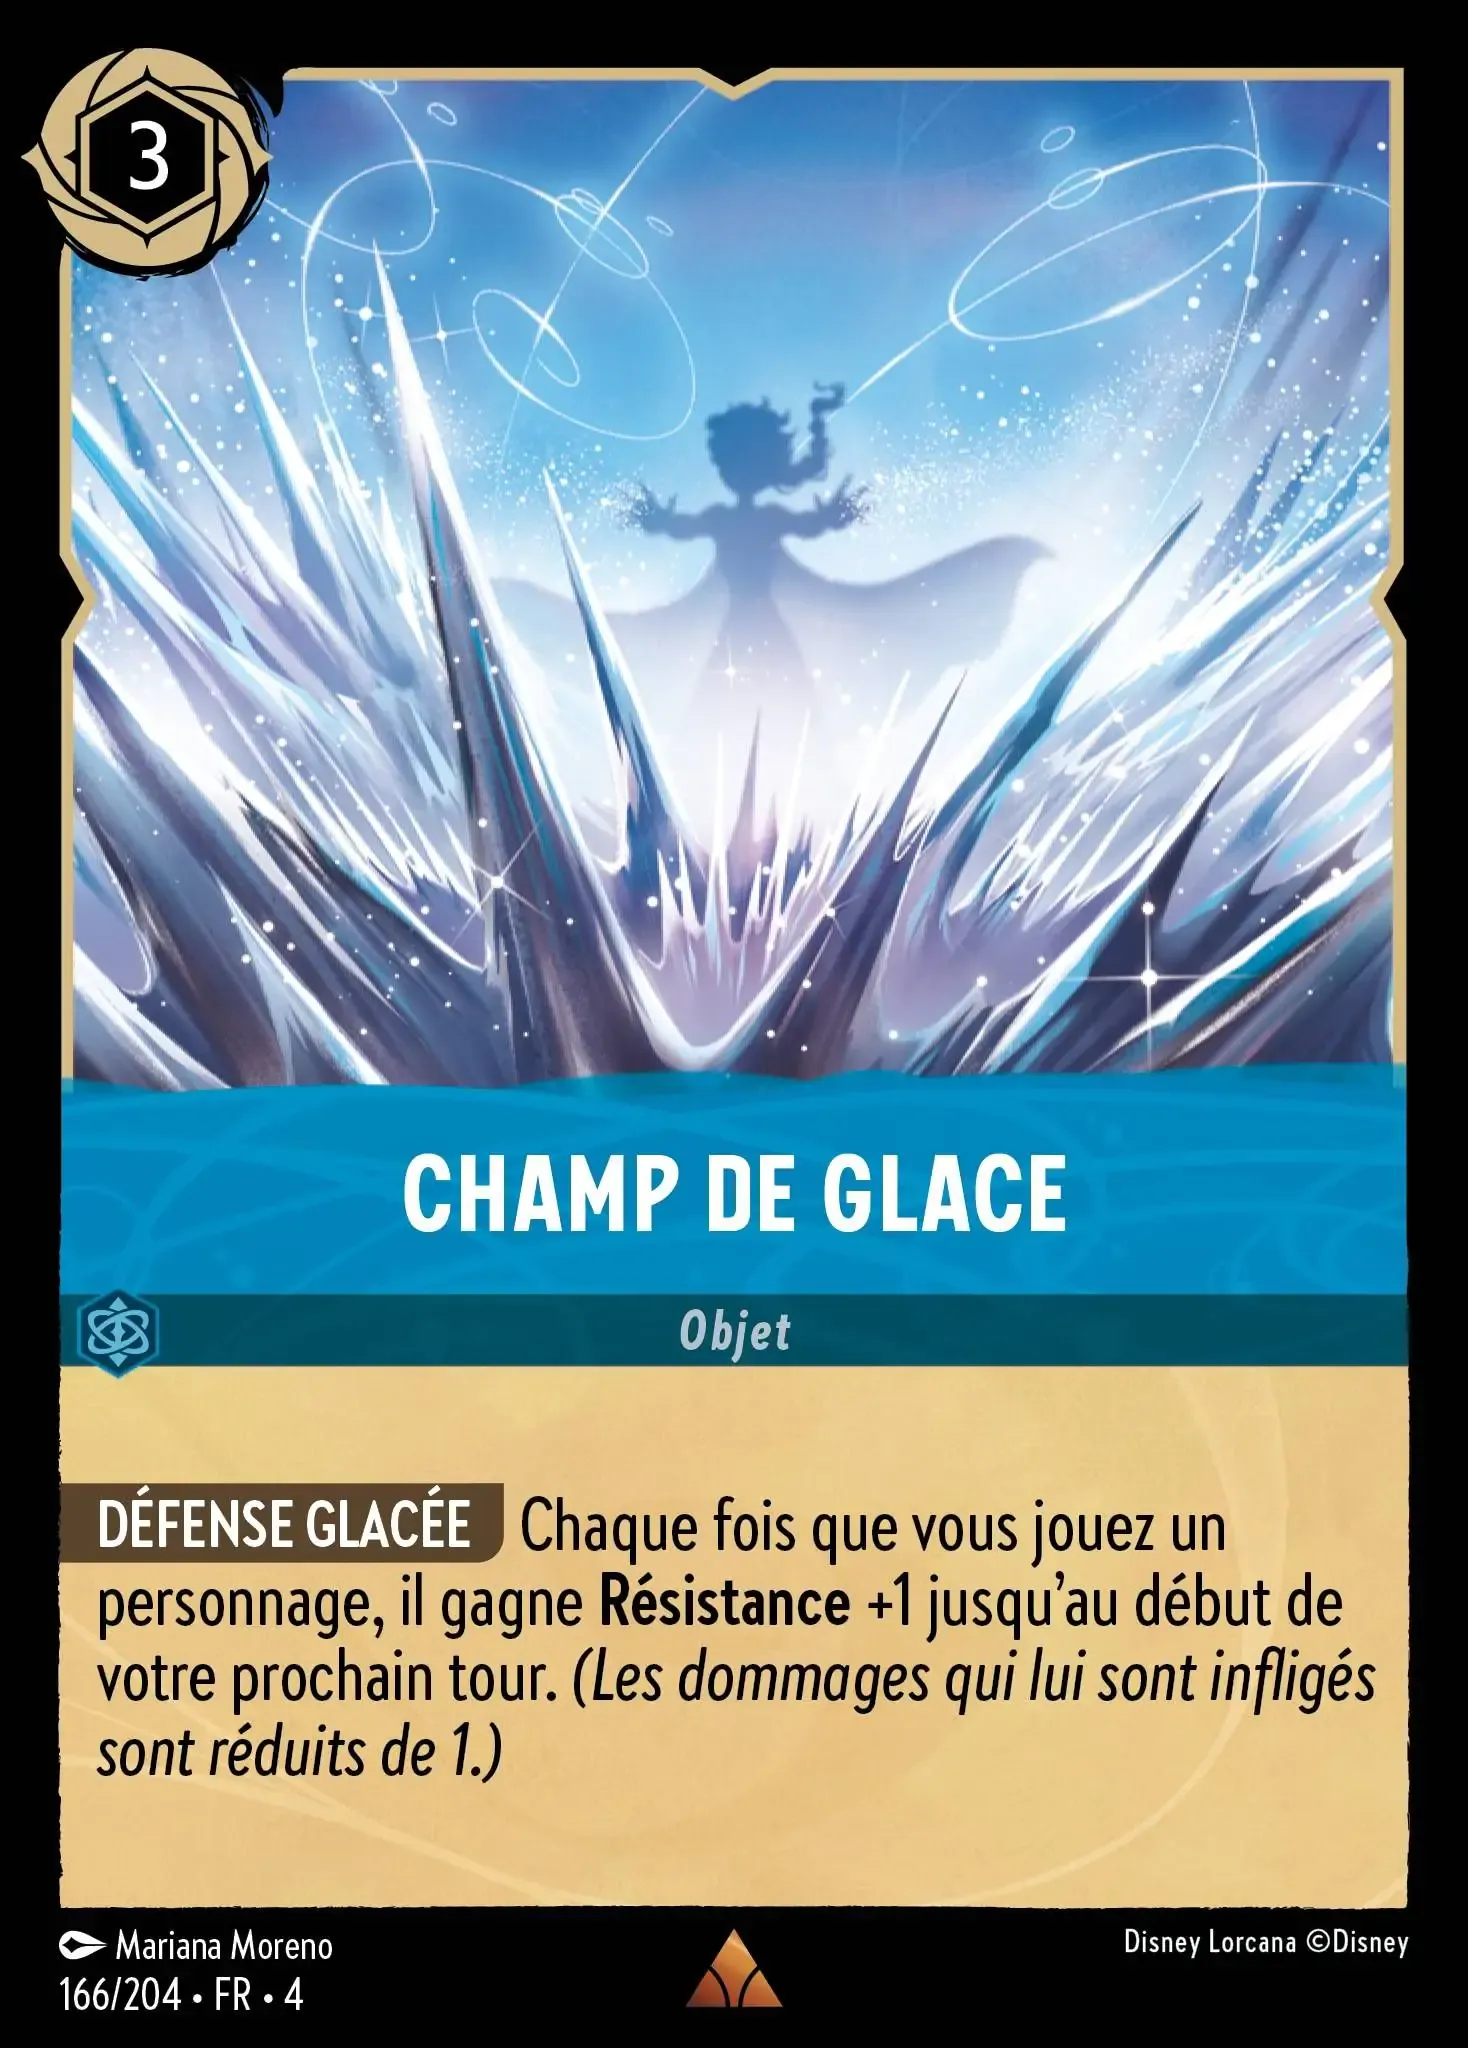 3
CHAMP DE GLACE
Objet
DÉFENSE GLACÉE Chaque fois que vous jouez un
personnage, il gagne Résistance +1 jusqu’au début de
votre prochain tour. (Les dommages qui lui sont infligés
sont réduits de 1.)
Mariana Moreno
Disney Lorcana ©Disney
166/204 • FR • 4